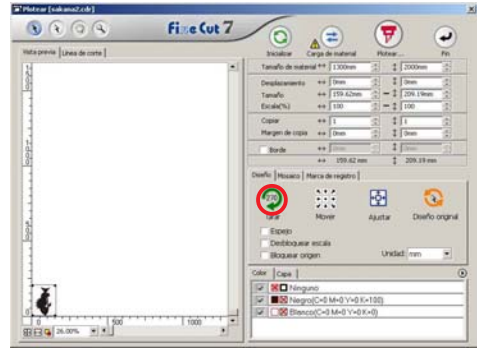 Plotear [sakana2.cdr]
FineCut 7
Inicializar
Carga de material
Plotear...
Fin
Vista previa
Línea de corte
Tamaño de material
1300mm
2000mm
Desplazamiento
0mm
0mm
Tamaño
159.62mm
209.19mm
Escala(%)
100
100
Copiar
1
1
Margen de copia
0mm
0mm
Borde
159.62 mm
209.19 mm
Diseño
Mosaico
Marca de registro
270
Girar
Mover
Ajustar
Diseño original
Espejo
Desbloquear escala
Bloquear origen
Unidad:
mm
Color
Capa
Ninguno
Negro(C=0 M=0 Y=0 K=100)
Blanco(C=0 M=0 Y=0 K=0)
0
500
1000
26.00%